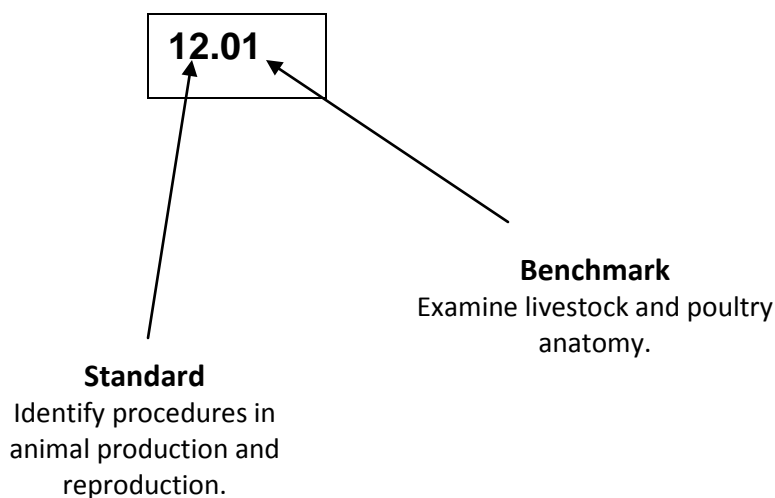 12.01
Benchmark
Examine livestock and poultry
anatomy.
Standard
Identify procedures in
animal production and
reproduction.